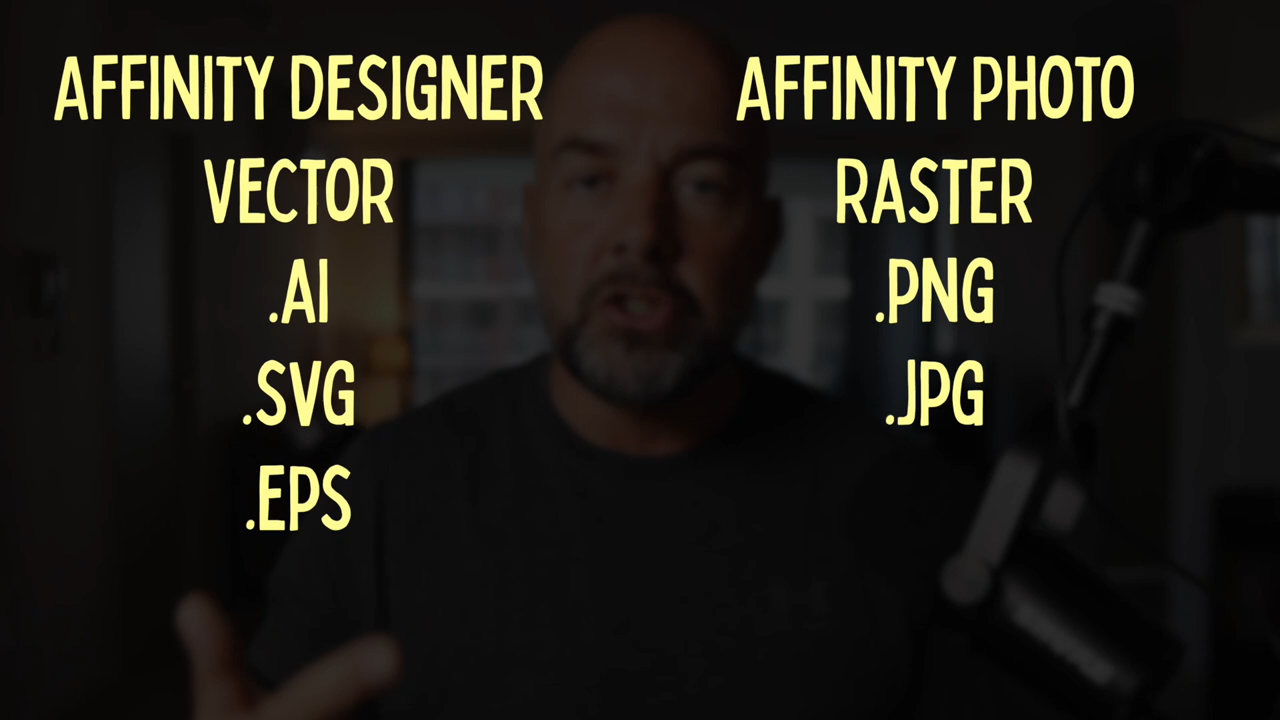 AFFINITY DESIGNER
VECTOR
.AI
.SVG
.EPS
AFFINITY PHOTO
RASTER
.PNG
.JPG